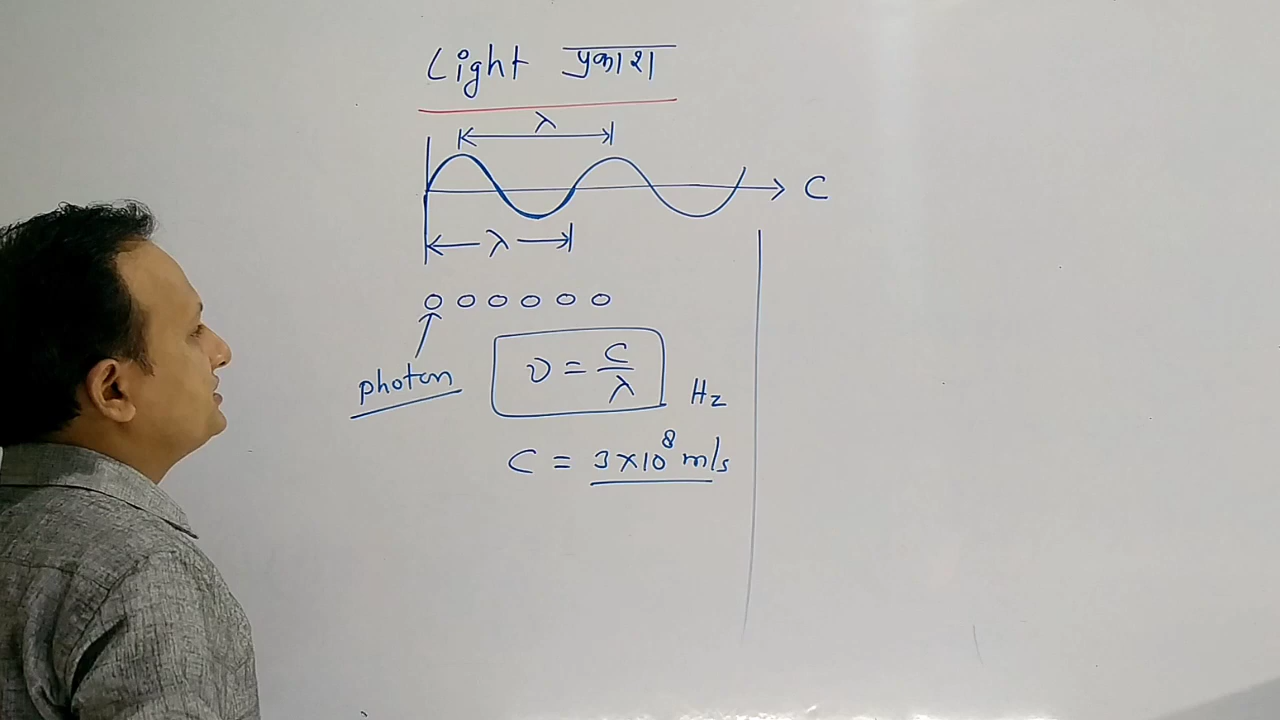 Light प्रकाश
λ
C
λ
photon
ν = C/λ
Hz
C = 3×10⁸ m/s